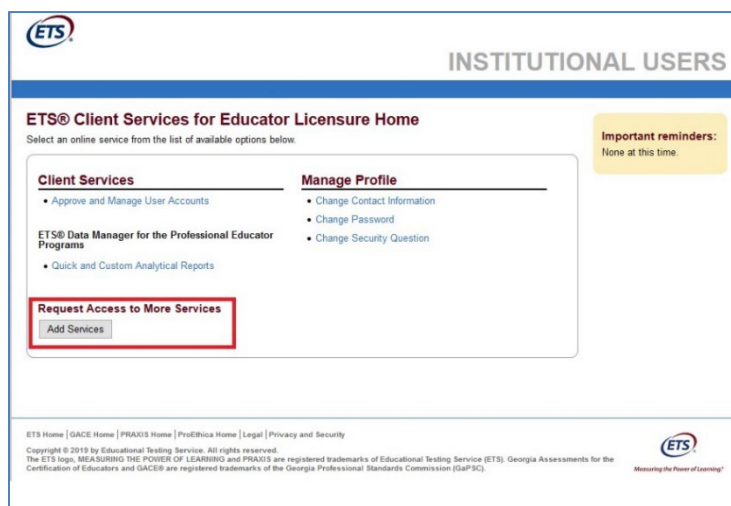 ETS
INSTITUTIONAL USERS
ETS® Client Services for Educator Licensure Home
Select an online service from the list of available options below.
Important reminders:
None at this time.
Client Services
• Approve and Manage User Accounts
ETS® Data Manager for the Professional Educator
Programs
• Quick and Custom Analytical Reports
Manage Profile
• Change Contact Information
• Change Password
• Change Security Question
Request Access to More Services
Add Services
ETS Home | GACE Home | PRAXIS Home | ProEthica Home | Legal | Privacy and Security
Copyright © 2019 by Educational Testing Service. All rights reserved.
The ETS logo, MEASURING THE POWER OF LEARNING and PRAXIS are registered trademarks of Educational Testing Service (ETS). Georgia Assessments for the
Certification of Educators and GACE® are registered trademarks of the Georgia Professional Standards Commission (GaPSC).
ETS
Measuring the Power of Learning.®